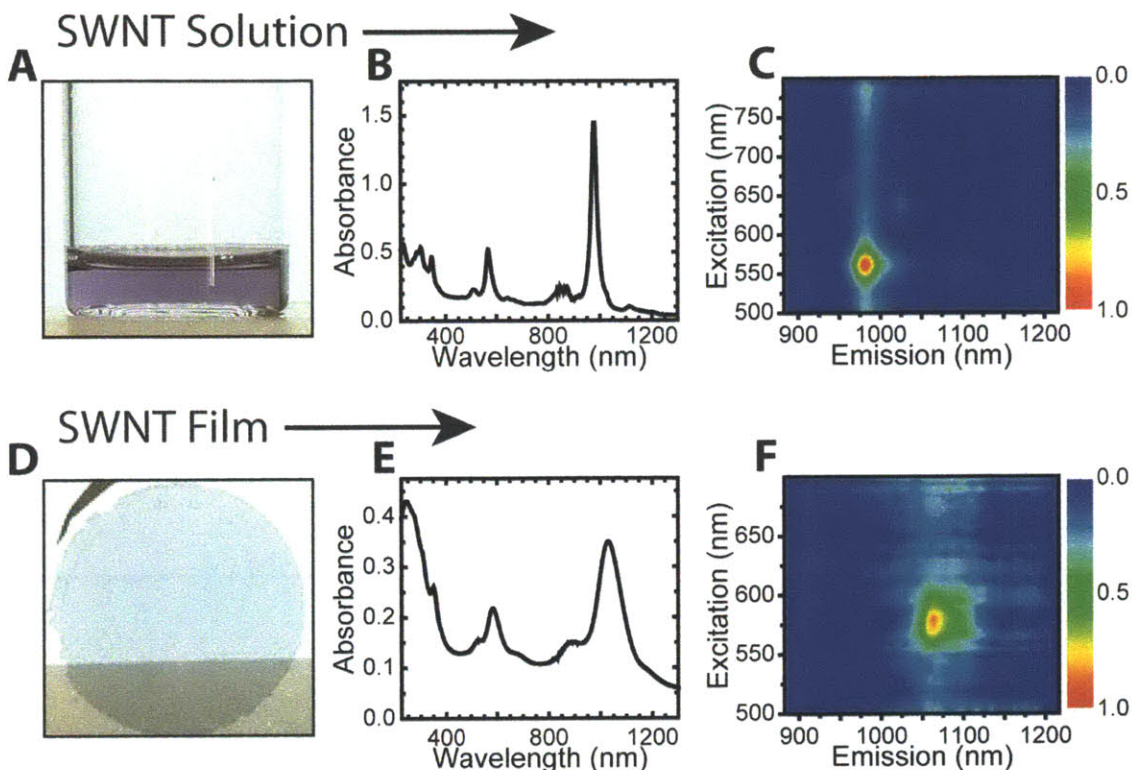 SWNT Solution
A
B
C
1.5
1.0
0.5
0.0
Absorbance
400 800 1200
Wavelength (nm)
750
700
650
600
550
500
Excitation (nm)
900 1000 1100 1200
Emission (nm)
0.0
0.5
1.0
SWNT Film
D
E
F
0.4
0.3
0.2
0.1
0.0
Absorbance
400 800 1200
Wavelength (nm)
650
600
550
500
Excitation (nm)
900 1000 1100 1200
Emission (nm)
0.0
0.5
1.0